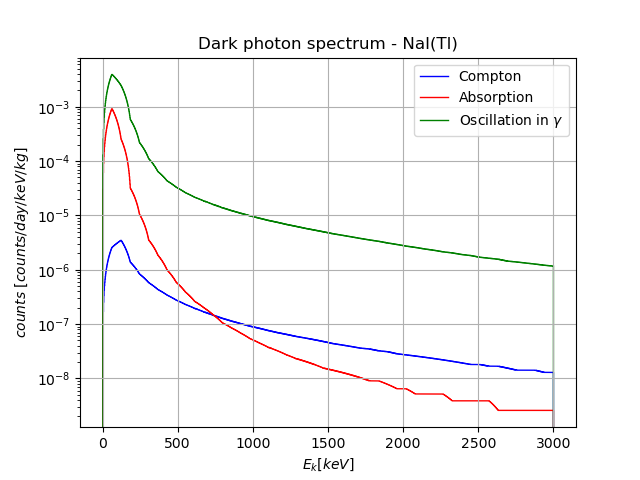 Dark photon spectrum - NaI(Tl)
Compton
Absorption
Oscillation in γ
10⁻³
10⁻⁴
10⁻⁵
10⁻⁶
10⁻⁷
10⁻⁸
counts [counts/day/keV/kg]
0 500 1000 1500 2000 2500 3000
E_k[keV]